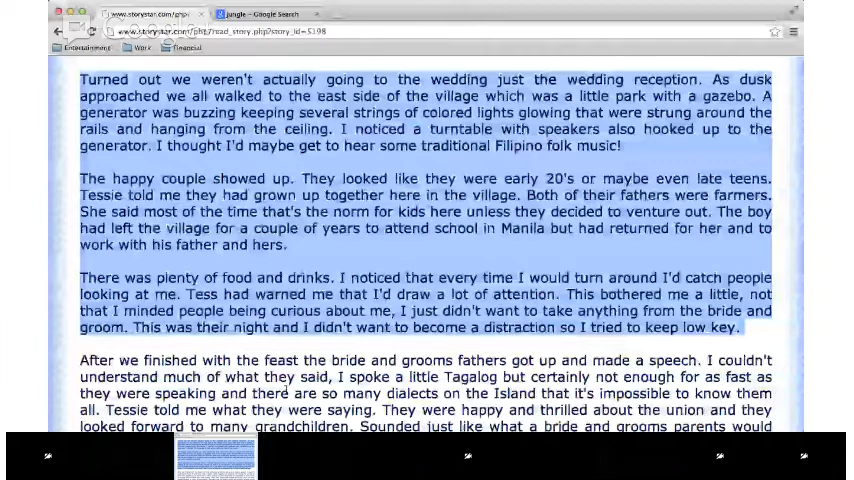 www.storystar.com/php/
jungle - Google Search
www.storystar.com/php/read_story.php?story_id=5198
Entertainment Work Financial
Turned out we weren't actually going to the wedding just the wedding reception. As dusk
approached we all walked to the east side of the village which was a little park with a gazebo. A
generator was buzzing keeping several strings of colored lights glowing that were strung around the
rails and hanging from the ceiling. I noticed a turntable with speakers also hooked up to the
generator. I thought I'd maybe get to hear some traditional Filipino folk music!
The happy couple showed up. They looked like they were early 20's or maybe even late teens.
Tessie told me they had grown up together here in the village. Both of their fathers were farmers.
She said most of the time that's the norm for kids here unless they decided to venture out. The boy
had left the village for a couple of years to attend school in Manila but had returned for her and to
work with his father and hers.
There was plenty of food and drinks. I noticed that every time I would turn around I'd catch people
looking at me. Tess had warned me that I'd draw a lot of attention. This bothered me a little, not
that I minded people being curious about me, I just didn't want to take anything from the bride and
groom. This was their night and I didn't want to become a distraction so I tried to keep low key.
After we finished with the feast the bride and grooms fathers got up and made a speech. I couldn't
understand much of what they said, I spoke a little Tagalog but certainly not enough for as fast as
they were speaking and there are so many dialects on the Island that it's impossible to know them
all. Tessie told me what they were saying. They were happy and thrilled about the union and they
looked forward to many grandchildren. Sounded just like what a bride and grooms parents would